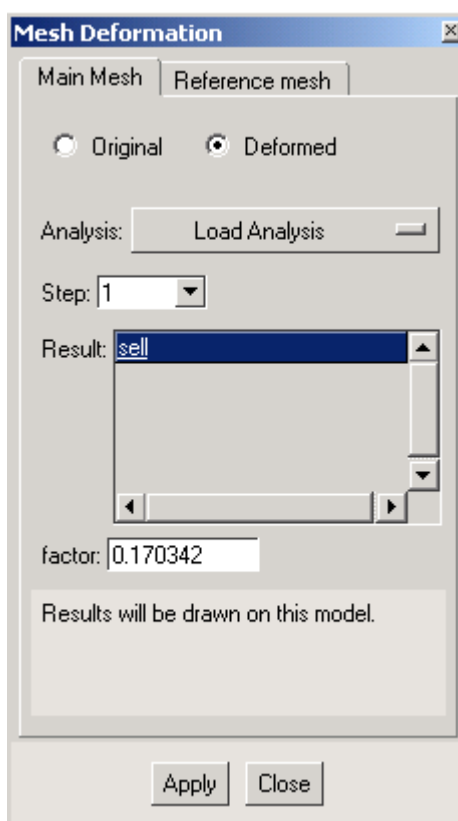 Mesh Deformation
Main Mesh Reference mesh
Original Deformed
Analysis: Load Analysis
Step: 1
Result: sell
factor: 0.170342
Results will be drawn on this model.
Apply Close